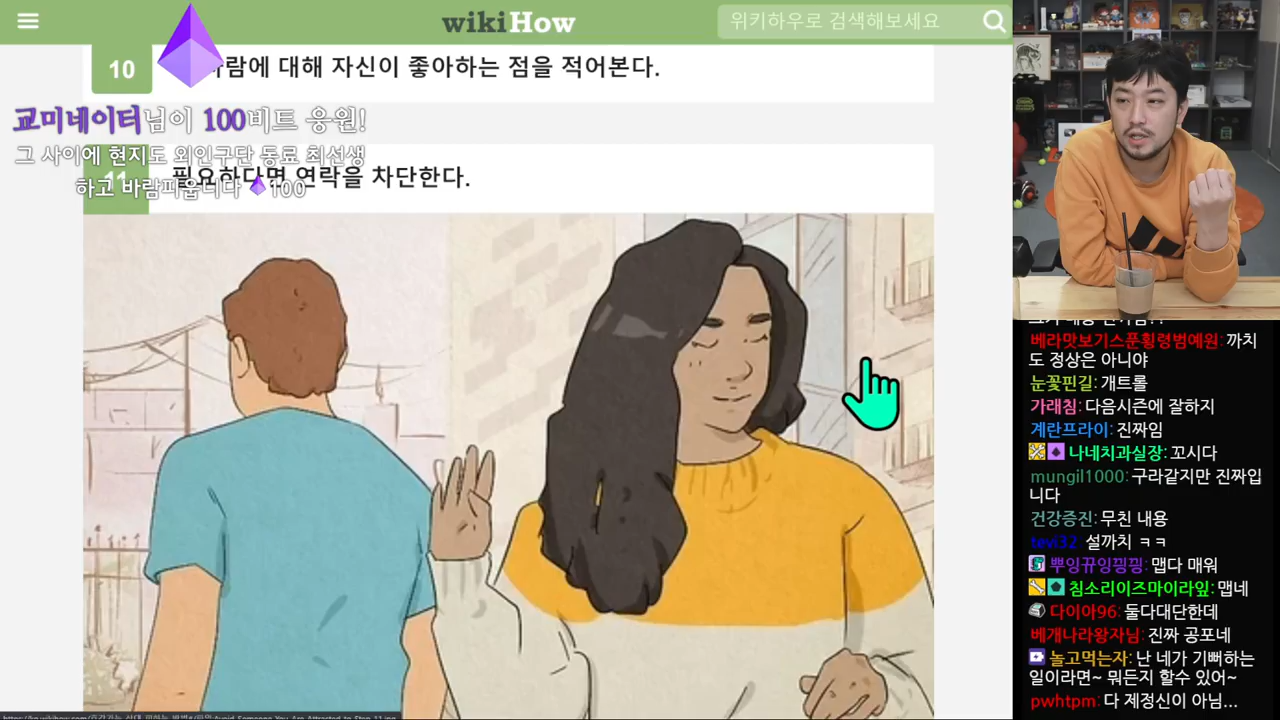 wikiHow
위키하우로 검색해보세요
10
람에 대해 자신이 좋아하는 점을 적어본다.
교미네이터님이 100비트 응원!
그 사이에 현지도 외인구단 동료 최선생
하고 바람피웁니다 100
11
필요하다면 연락을 차단한다.
베라맛보기스푼횡령범예원: 까치
도 정상은 아니야
눈꽃핀길: 개트롤
가래침: 다음시즌에 잘하지
계란프라이: 진짜임
나네치과실장: 꼬시다
mungil1000: 구라같지만 진짜입
니다
건강증진: 무친 내용
tevi32: 설까치 ㅋㅋ
뿌잉뀨잉낑낑: 맵다 매워
침소리이즈마이라잎: 맵네
다이아96: 둘다대단한데
베개나라왕자님: 진짜 공포네
놀고먹는자: 난 네가 기뻐하는
일이라면~ 뭐든지 할수 있어~
pwhtpm: 다 제정신이 아님...